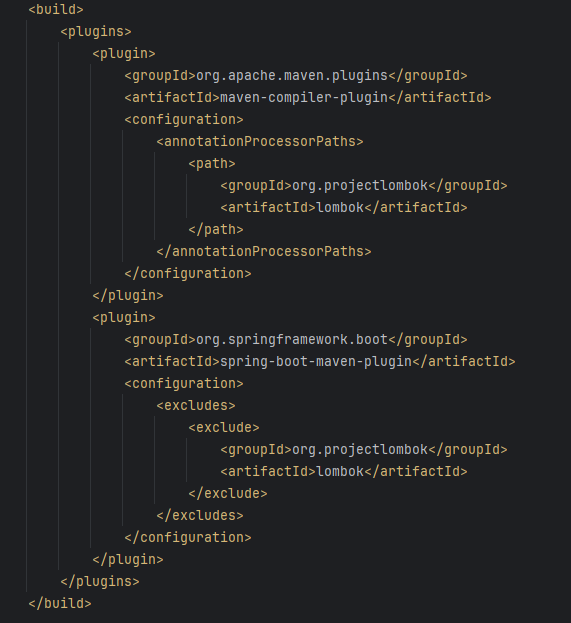 <build>
<plugins>
<plugin>
<groupId>org.apache.maven.plugins</groupId>
<artifactId>maven-compiler-plugin</artifactId>
<configuration>
<annotationProcessorPaths>
<path>
<groupId>org.projectlombok</groupId>
<artifactId>lombok</artifactId>
</path>
</annotationProcessorPaths>
</configuration>
</plugin>
<plugin>
<groupId>org.springframework.boot</groupId>
<artifactId>spring-boot-maven-plugin</artifactId>
<configuration>
<excludes>
<exclude>
<groupId>org.projectlombok</groupId>
<artifactId>lombok</artifactId>
</exclude>
</excludes>
</configuration>
</plugin>
</plugins>
</build>